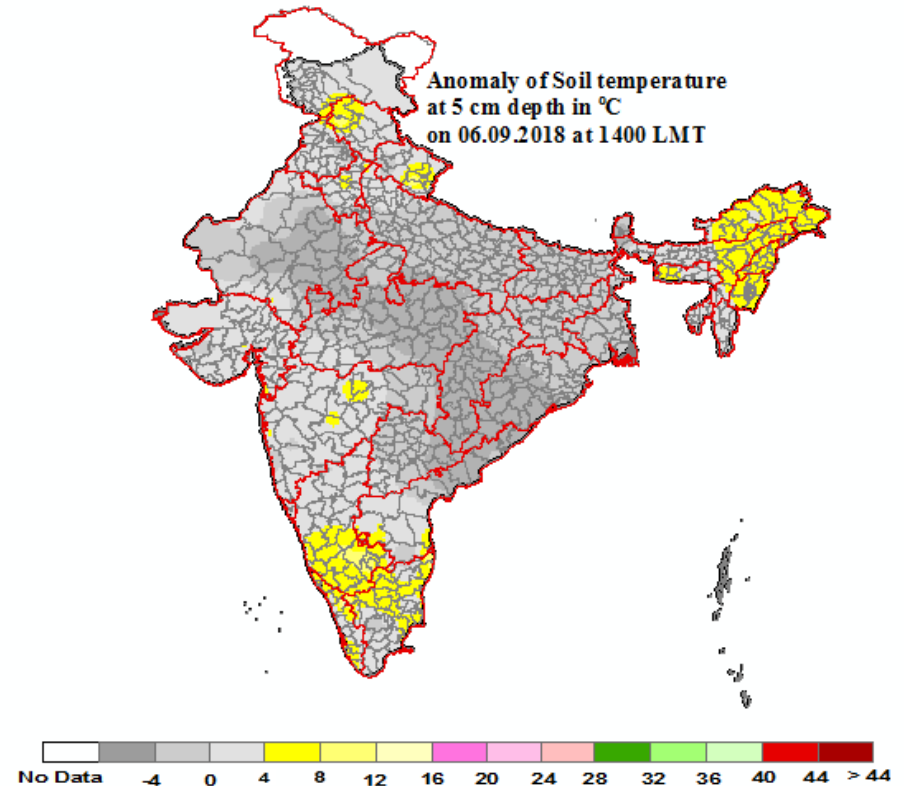 Anomaly of Soil temperature
at 5 cm depth in ⁰C
on 06.09.2018 at 1400 LMT
No Data -4 0 4 8 12 16 20 24 28 32 36 40 44 > 44